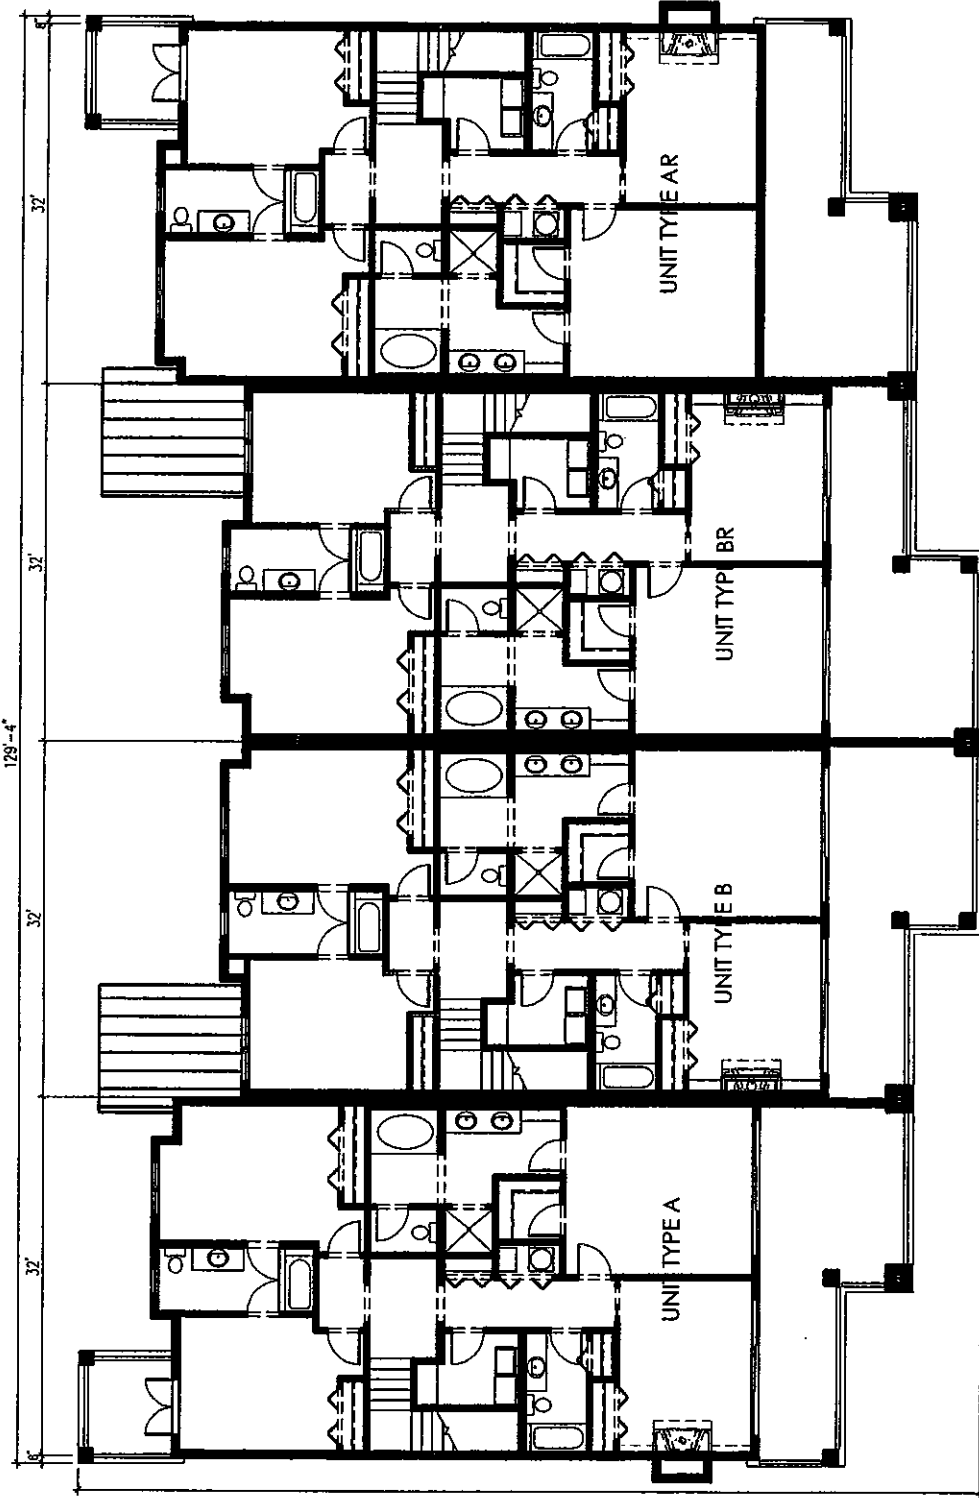 129'-4"
8"
32'
32'
32'
32'
8"
UNIT TYPE A
UNIT TYPE B
UNIT TYPE BR
UNIT TYPE AR